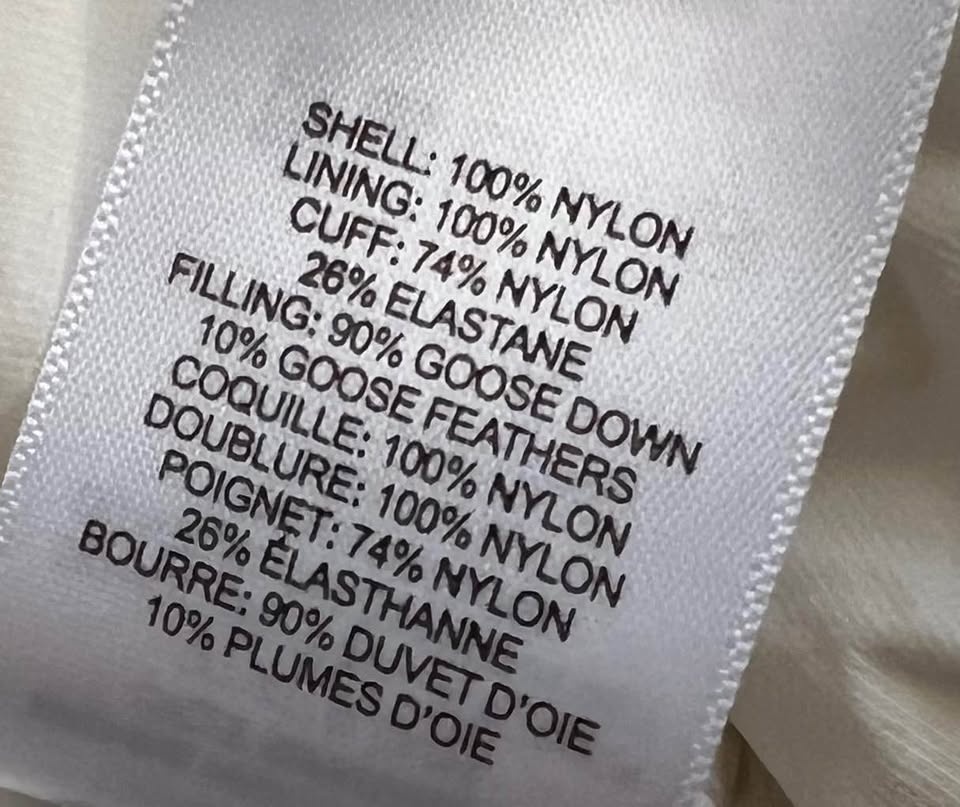 SHELL: 100% NYLON
LINING: 100% NYLON
CUFF: 74% NYLON
26% ELASTANE
FILLING: 90% GOOSE DOWN
10% GOOSE FEATHERS
COQUILLE: 100% NYLON
DOUBLURE: 100% NYLON
POIGNET: 74% NYLON
26% ÉLASTHANNE
BOURRE: 90% DUVET D'OIE
10% PLUMES D'OIE